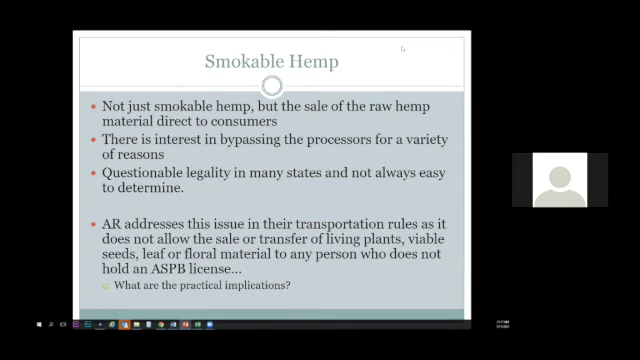 Smokable Hemp
Not just smokable hemp, but the sale of the raw hemp
material direct to consumers
There is interest in bypassing the processors for a variety
of reasons
Questionable legality in many states and not always easy
to determine.
AR addresses this issue in their transportation rules as it
does not allow the sale or transfer of living plants, viable
seeds, leaf or floral material to any person who does not
hold an ASPB license...
What are the practical implications?